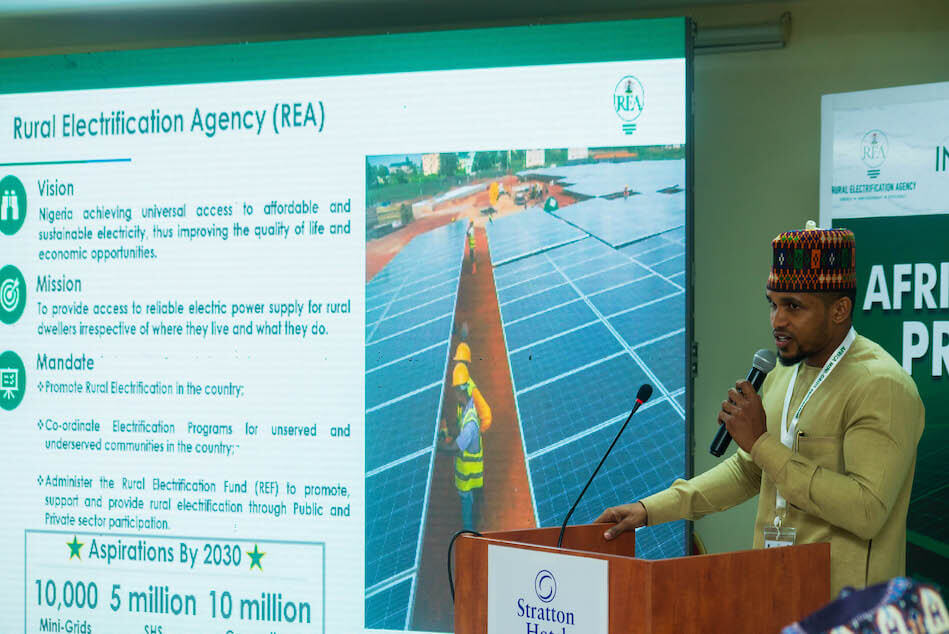 Rural Electrification Agency (REA)
REA
Vision
Nigeria achieving universal access to affordable and
sustainable electricity, thus improving the quality of life and
economic opportunities.
Mission
To provide access to reliable electric power supply for rural
dwellers irrespective of where they live and what they do.
Mandate
❖Promote Rural Electrification in the country;
❖Co-ordinate Electrification Programs for unserved and
underserved communities in the country;
❖Administer the Rural Electrification Fund (REF) to promote,
support and provide rural electrification through Public and
Private sector participation.
★ Aspirations By 2030 ★
10,000 5 million 10 million
Mini-Grids SHS
REA
RURAL ELECTRIFICATION AGENCY
IN
AFRI
PR
Stratton